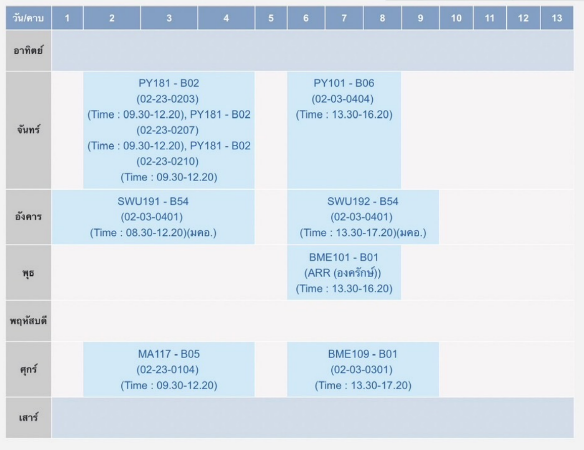 วัน/คาบ 1 2 3 4 5 6 7 8 9 10 11 12 13
อาทิตย์
จันทร์
PY181 - B02
(02-23-0203)
(Time : 09.30-12.20), PY181 - B02
(02-23-0207)
(Time : 09.30-12.20), PY181 - B02
(02-23-0210)
(Time : 09.30-12.20)
PY101 - B06
(02-03-0404)
(Time : 13.30-16.20)
อังคาร
SWU191 - B54
(02-03-0401)
(Time : 08.30-12.20)(มคอ.)
SWU192 - B54
(02-03-0401)
(Time : 13.30-17.20)(มคอ.)
พุธ
BME101 - B01
(ARR (องครักษ์))
(Time : 13.30-16.20)
พฤหัสบดี
ศุกร์
MA117 - B05
(02-23-0104)
(Time : 09.30-12.20)
BME109 - B01
(02-03-0301)
(Time : 13.30-17.20)
เสาร์